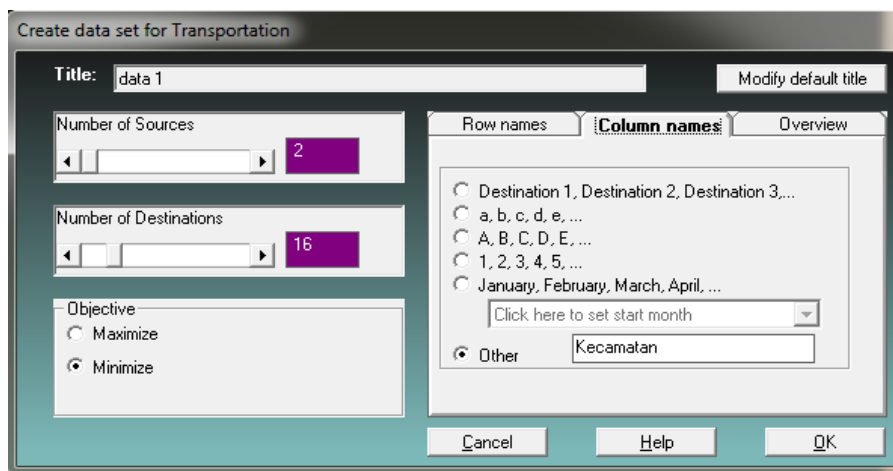 Create data set for Transportation
Title: data 1
Modify default title
Number of Sources
2
Number of Destinations
16
Objective
Maximize
Minimize
Row names
Column names
Overview
Destination 1, Destination 2, Destination 3,...
a, b, c, d, e, ...
A, B, C, D, E, ...
1, 2, 3, 4, 5, ...
January, February, March, April, ...
Click here to set start month
Other Kecamatan
Cancel
Help
OK